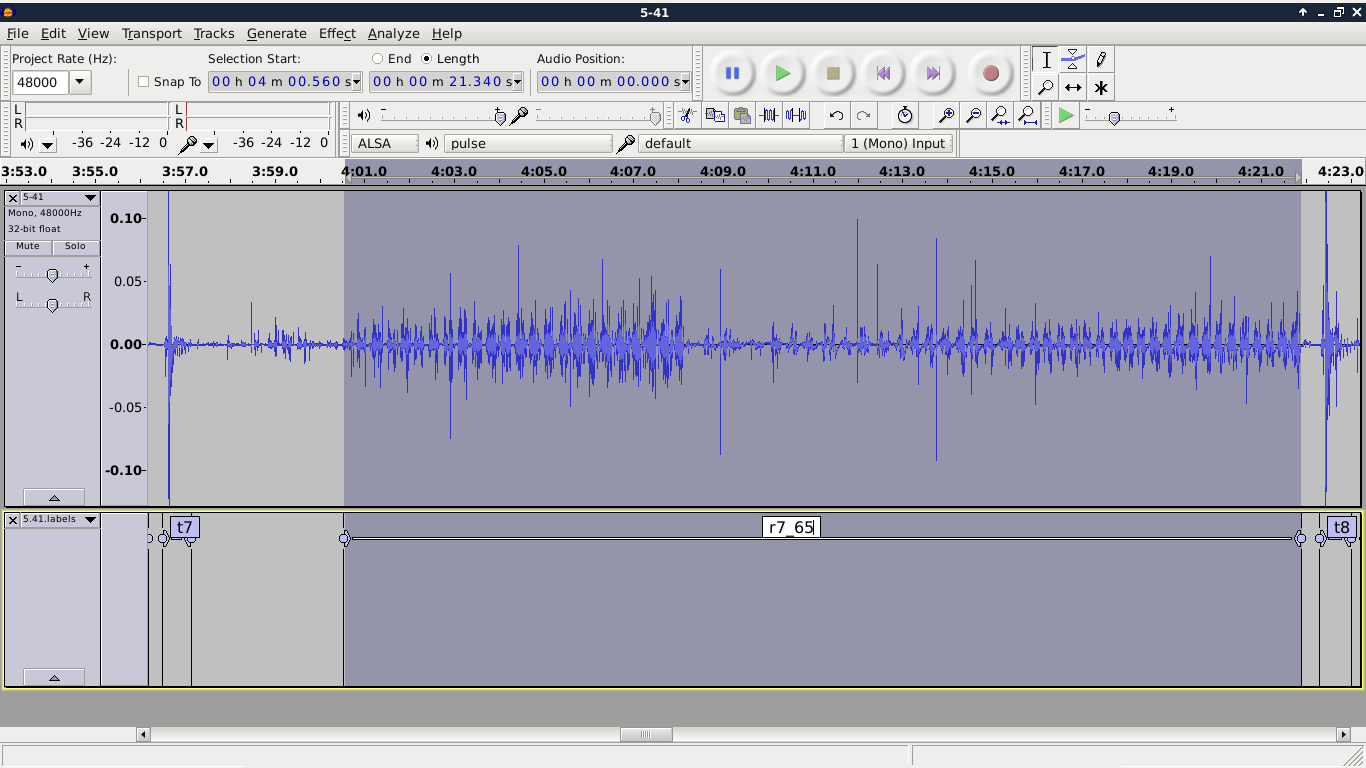 5-41
File Edit View Transport Tracks Generate Effect Analyze Help
Project Rate (Hz): Selection Start: End Length Audio Position:
48000 Snap To 00 h 04 m 00.560 s 00 h 00 m 21.340 s 00 h 00 m 00.000 s
L L
R R
-36 -24 -12 0 -36 -24 -12 0
- + - + - +
ALSA pulse default 1 (Mono) Input
3:53.0 3:55.0 3:57.0 3:59.0 4:01.0 4:03.0 4:05.0 4:07.0 4:09.0 4:11.0 4:13.0 4:15.0 4:17.0 4:19.0 4:21.0 4:23.0
5-41
Mono, 48000Hz
32-bit float
Mute Solo
- +
L R
0.10
0.05
0.00
-0.05
-0.10
5.41.labels
t7 r7_65 t8